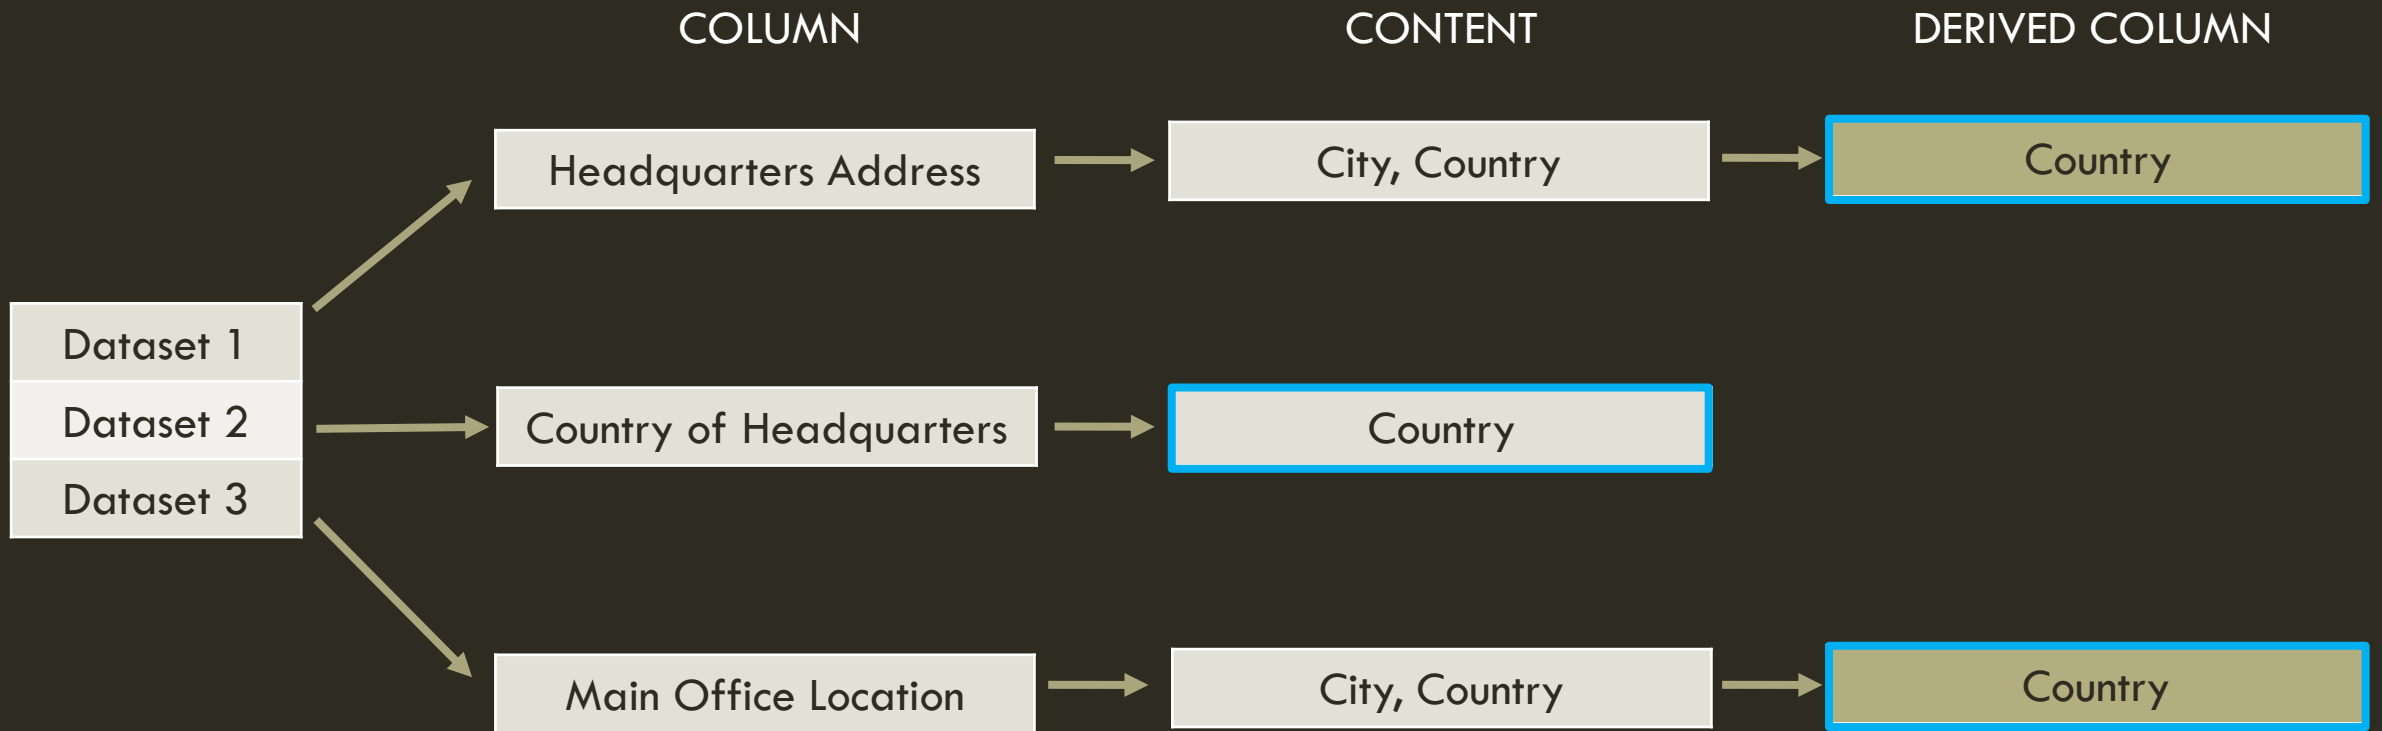 COLUMN
CONTENT
DERIVED COLUMN
Headquarters Address
City, Country
Country
Dataset 1
Dataset 2
Dataset 3
Country of Headquarters
Country
Main Office Location
City, Country
Country